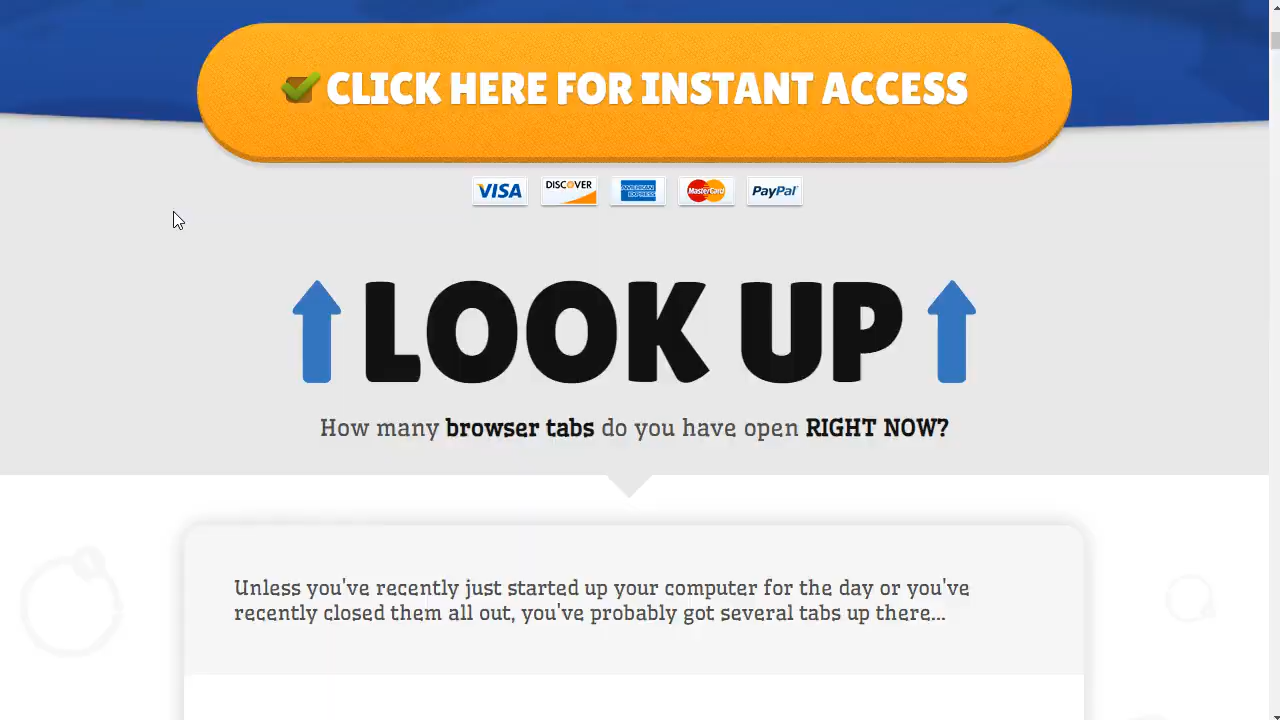 CLICK HERE FOR INSTANT ACCESS
VISA DISCOVER AMERICAN EXPRESS MasterCard PayPal
LOOK UP
How many browser tabs do you have open RIGHT NOW?
Unless you've recently just started up your computer for the day or you've
recently closed them all out, you've probably got several tabs up there...